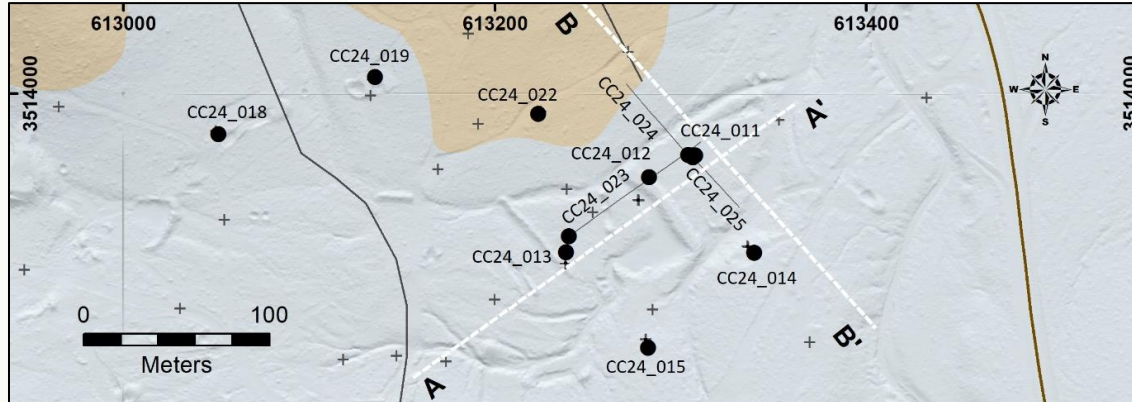 613000
613200
613400
3514000
3514000
B
N
W
E
S
CC24_019
CC24_022
CC24_018
CC24_024
CC24_011
A'
CC24_012
CC24_023
CC24_025
CC24_013
CC24_014
B'
CC24_015
A
0
100
Meters